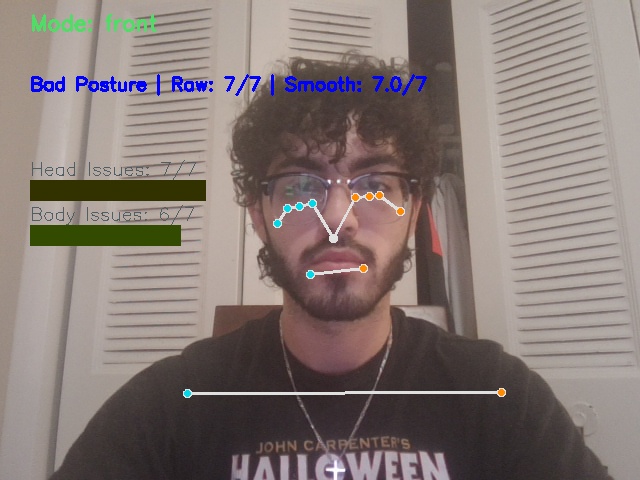 Mode: front
Bad Posture | Raw: 7/7 | Smooth: 7.0/7
Head Issues: 7/7
Body Issues: 6/7
JOHN CARPENTER'S
HALLOWEEN